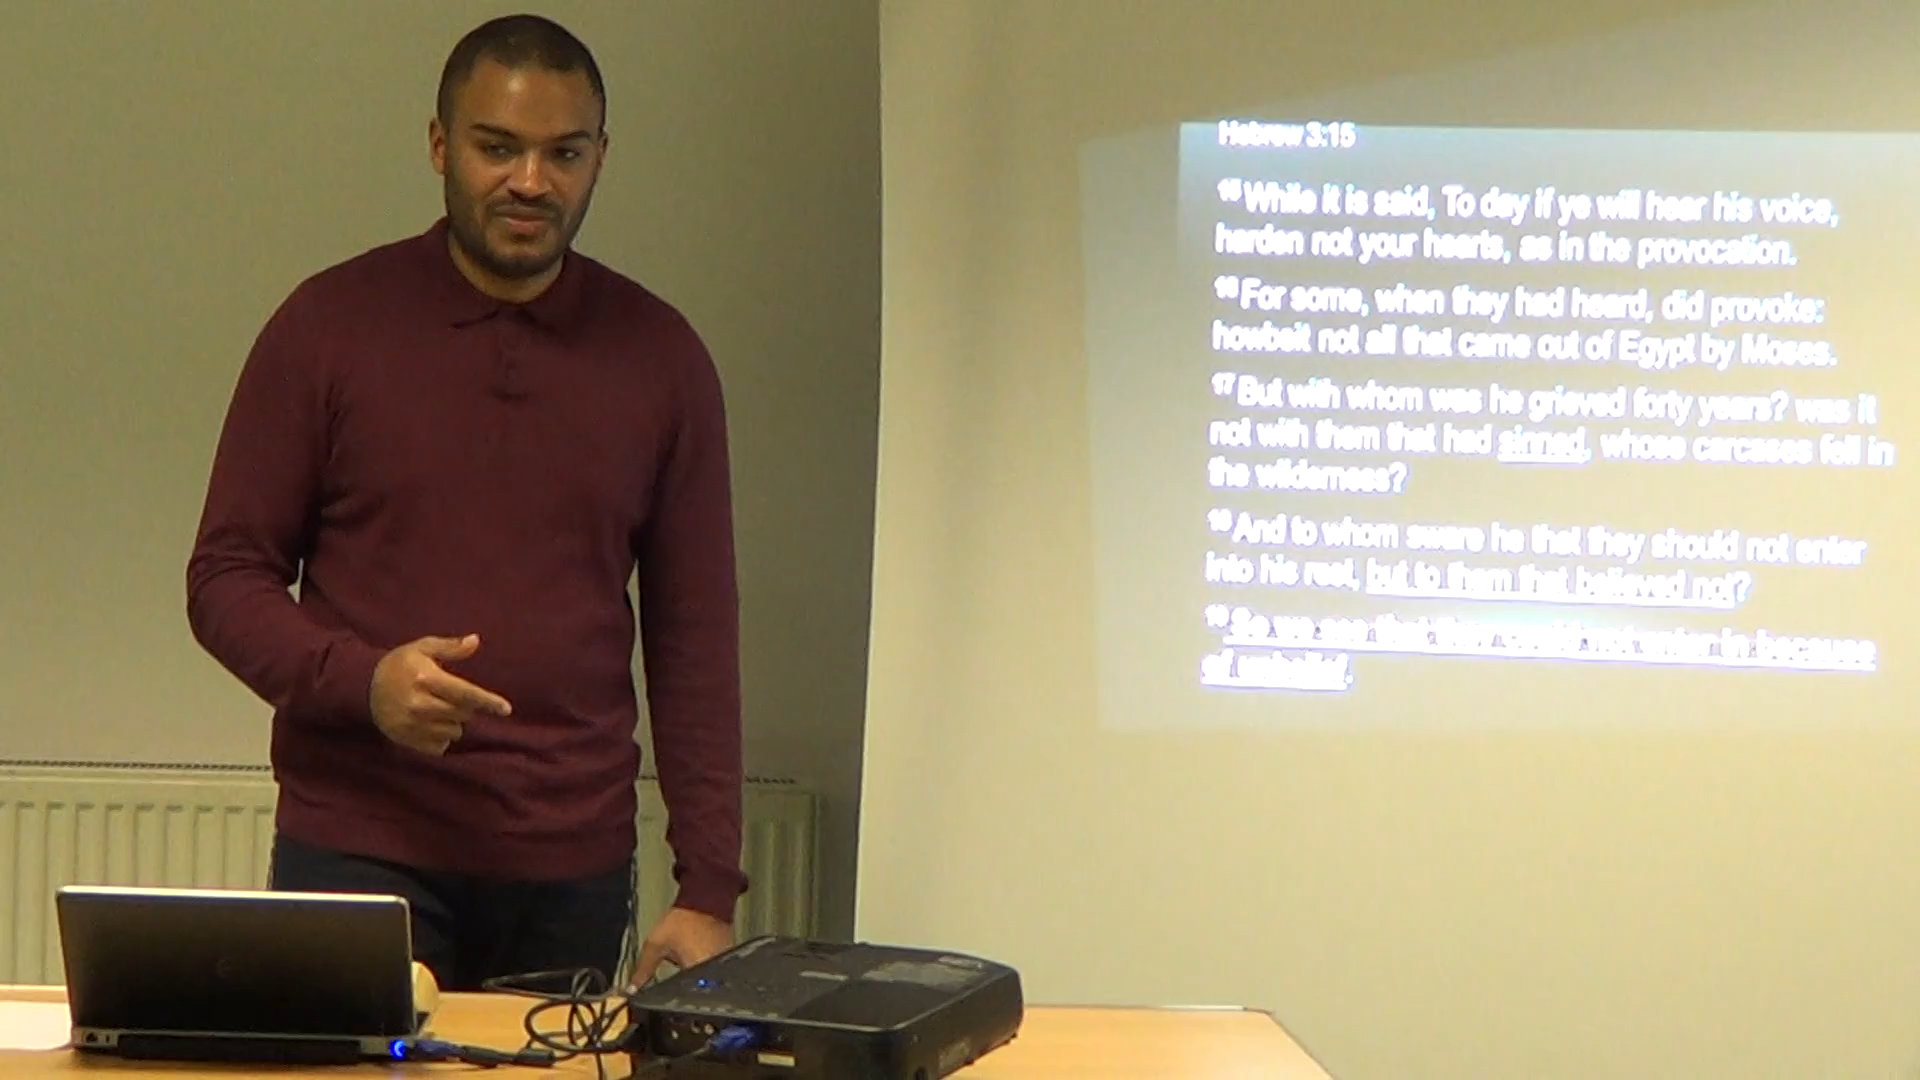 Hebrew 3:15
15 While it is said, To day if ye will hear his voice,
harden not your hearts, as in the provocation.
16 For some, when they had heard, did provoke:
howbeit not all that came out of Egypt by Moses.
17 But with whom was he grieved forty years? was it
not with them that had sinned, whose carcases fell in
the wilderness?
18 And to whom sware he that they should not enter
into his rest, but to them that believed not?
19 So we see that they could not enter in because
of unbelief.